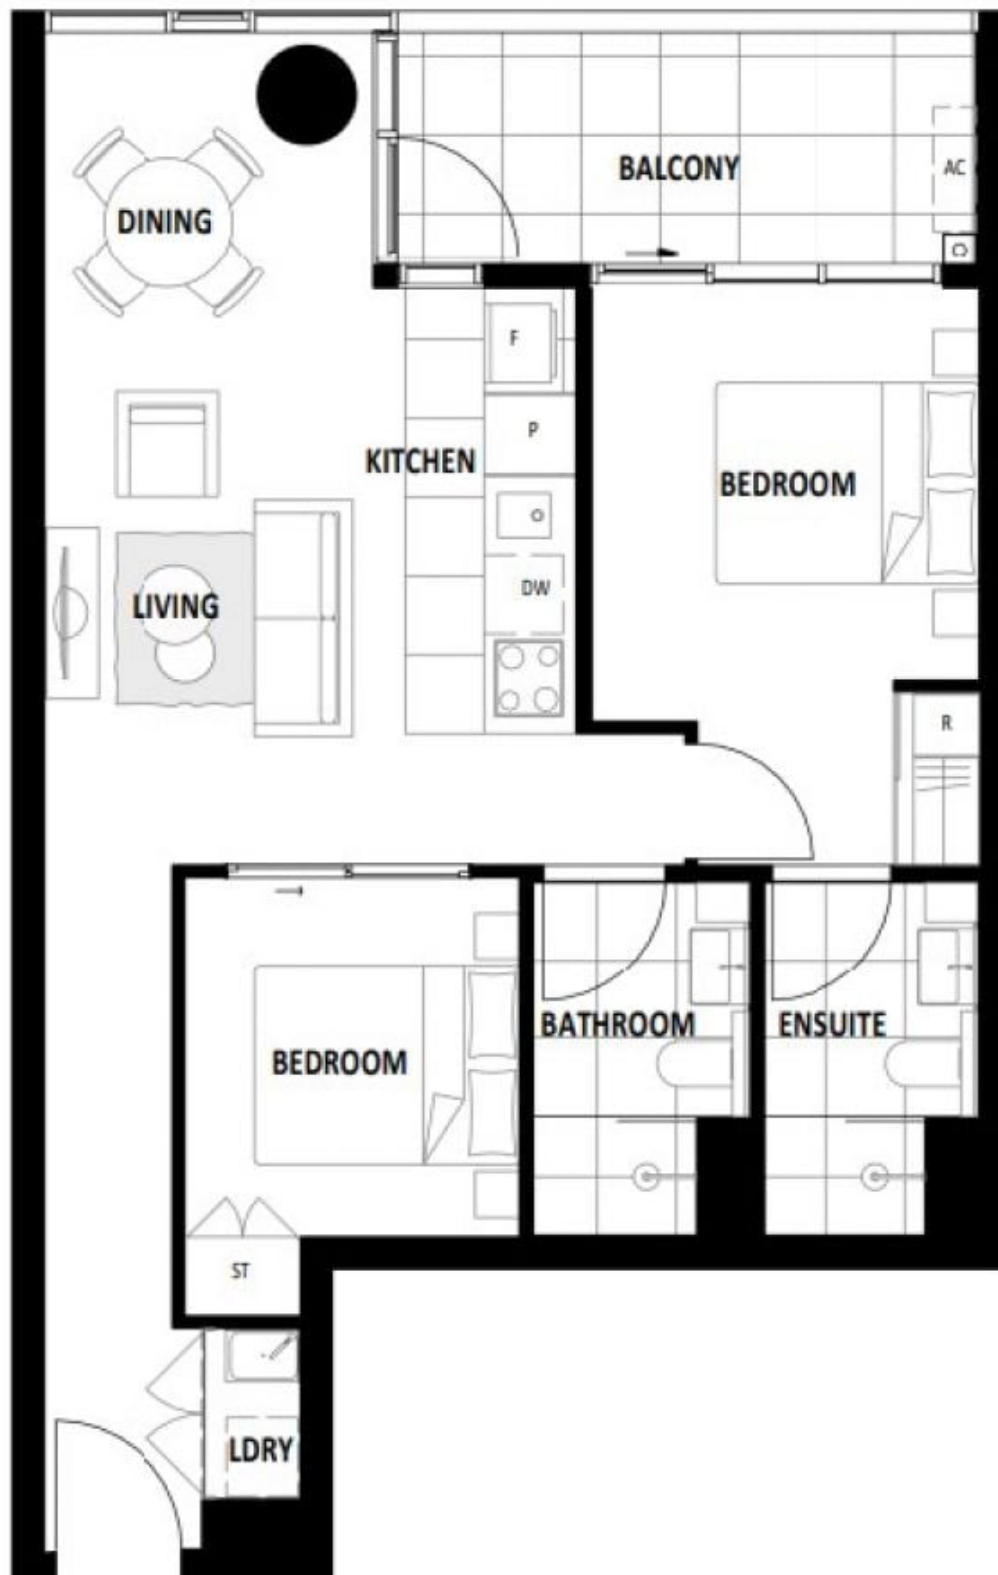 BALCONY
AC
DINING
F
P
KITCHEN
BEDROOM
DW
LIVING
R
BATHROOM
ENSUITE
BEDROOM
ST
LDRY